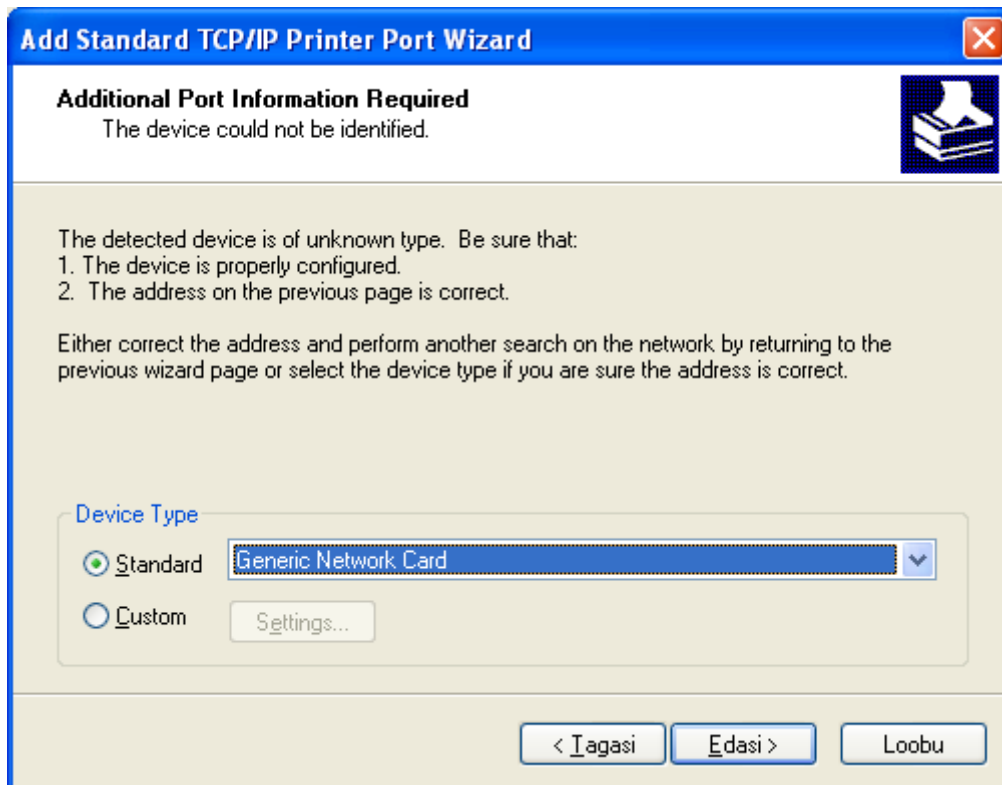 Add Standard TCP/IP Printer Port Wizard
Additional Port Information Required
The device could not be identified.
The detected device is of unknown type.  Be sure that:
1. The device is properly configured.
2.  The address on the previous page is correct.
Either correct the address and perform another search on the network by returning to the
previous wizard page or select the device type if you are sure the address is correct.
Device Type
Standard
Generic Network Card
Custom
Settings...
< Tagasi
Edasi >
Loobu